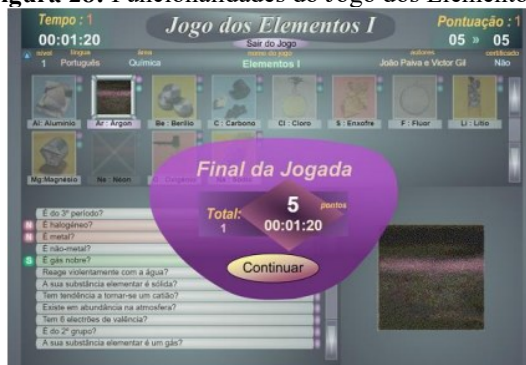 Figura 28: Funcionalidades do Jogo dos Elementos
Tempo : 1
00:01:20
Jogo dos Elementos I
Sair do Jogo
Pontuação : 1
05 » 05
nível
língua
área
nome do jogo
autores
certificado
1
Português
Química
Elementos I
João Paiva e Victor Gil
Não
Al: Alumínio
Ar : Árgon
Be : Berílio
C : Carbono
Cl : Cloro
S : Enxofre
F : Flúor
Li : Lítio
Mg:Magnésio
Ne : Néon
Final da Jogada
Total:
1
5
pontos
00:01:20
Continuar
É do 3º período?
N
É halogéneo?
N
É metal?
É não-metal?
S
É gás nobre?
Reage violentamente com a água?
A sua substância elementar é sólida?
Tem tendência a tornar-se um catião?
Existe em abundância na atmosfera?
Tem 6 electrões de valência?
É do 2º grupo?
A sua substância elementar é um gás?